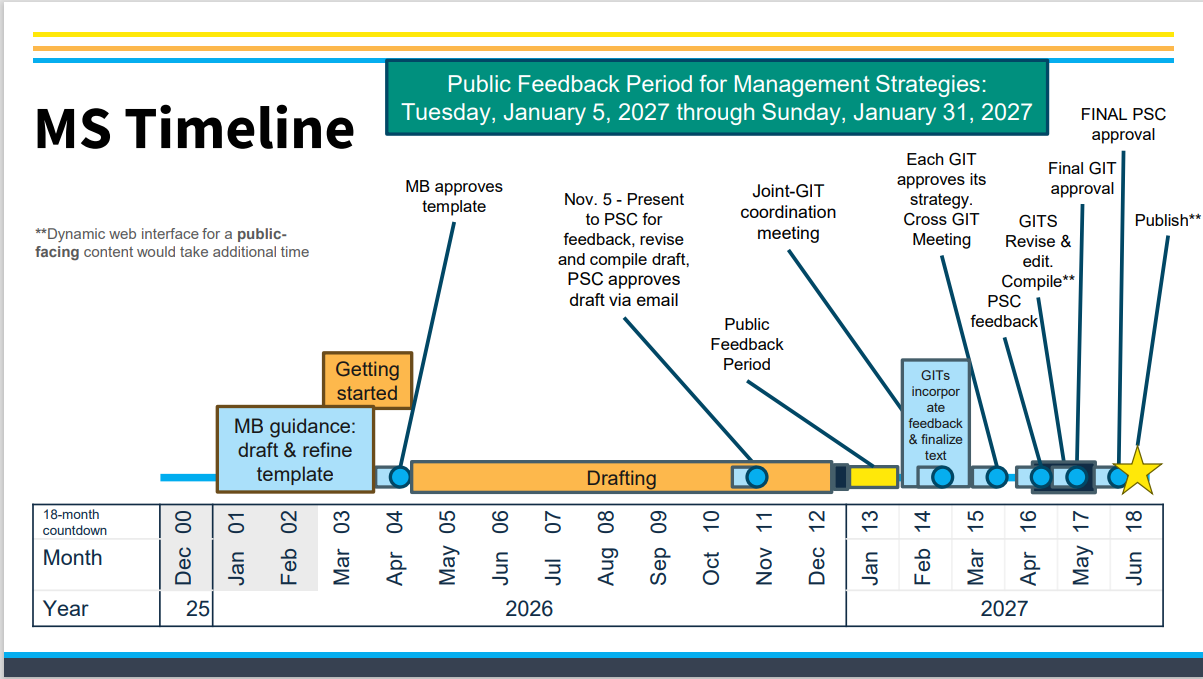 Public Feedback Period for Management Strategies:
Tuesday, January 5, 2027 through Sunday, January 31, 2027
MS Timeline
**Dynamic web interface for a public-
facing content would take additional time
MB approves
template
Nov. 5 - Present
to PSC for
feedback, revise
and compile draft,
PSC approves
draft via email
Public
Feedback
Period
Joint-GIT
coordination
meeting
Each GIT
approves its
strategy.
Cross GIT
Meeting
PSC
feedback
GITS
Revise &
edit.
Compile**
Final GIT
approval
FINAL PSC
approval
Publish**
Getting
started
MB guidance:
draft & refine
template
Drafting
GITs
incorpor
ate
feedback
& finalize
text
18-month
countdown
00 01 02 03 04 05 06 07 08 09 10 11 12 13 14 15 16 17 18
Month Dec Jan Feb Mar Apr May Jun Jul Aug Sep Oct Nov Dec Jan Feb Mar Apr May Jun
Year 25 2026 2027